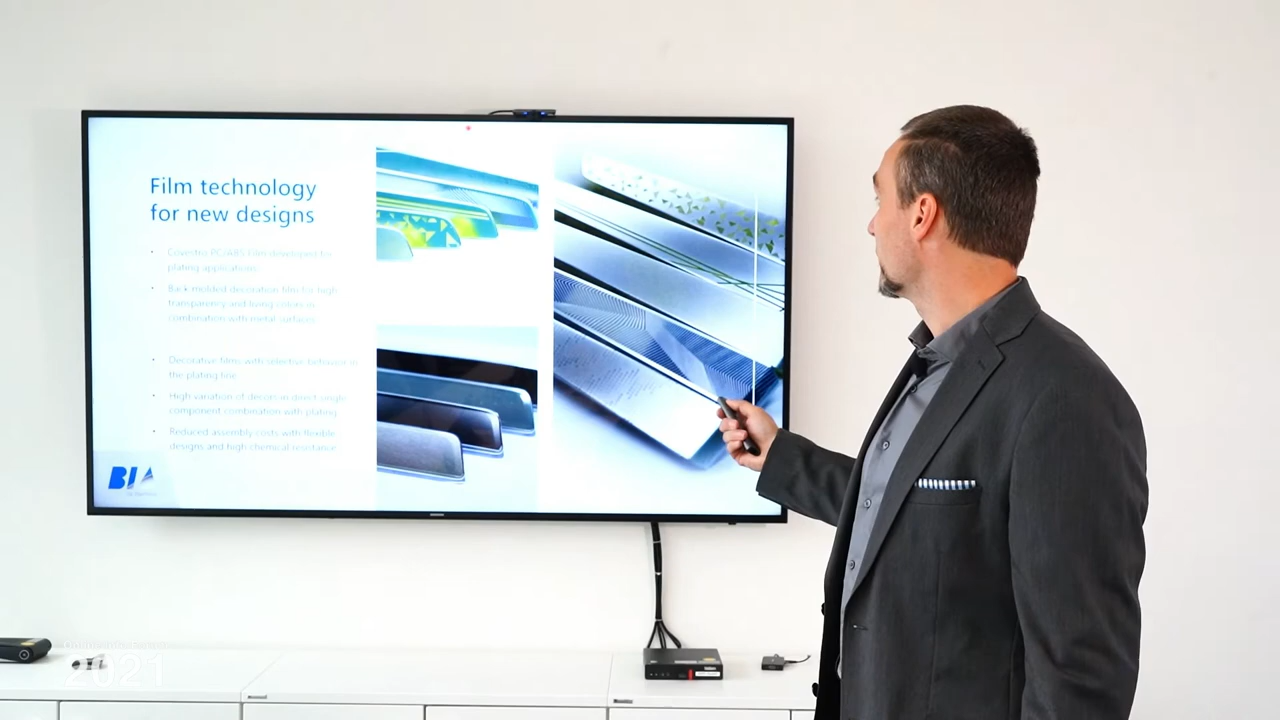 Film technology
for new designs
Covestro PC/ABS Film developed for
plating applications
Back-molded decoration film for high
transparency and living colors in
combination with metal surfaces
Decorative films with selective behavior in
the plating line
High variation of decors in direct single
component combination with plating
Reduced assembly costs with flexible
designs and high chemical resistance
BIA
2021